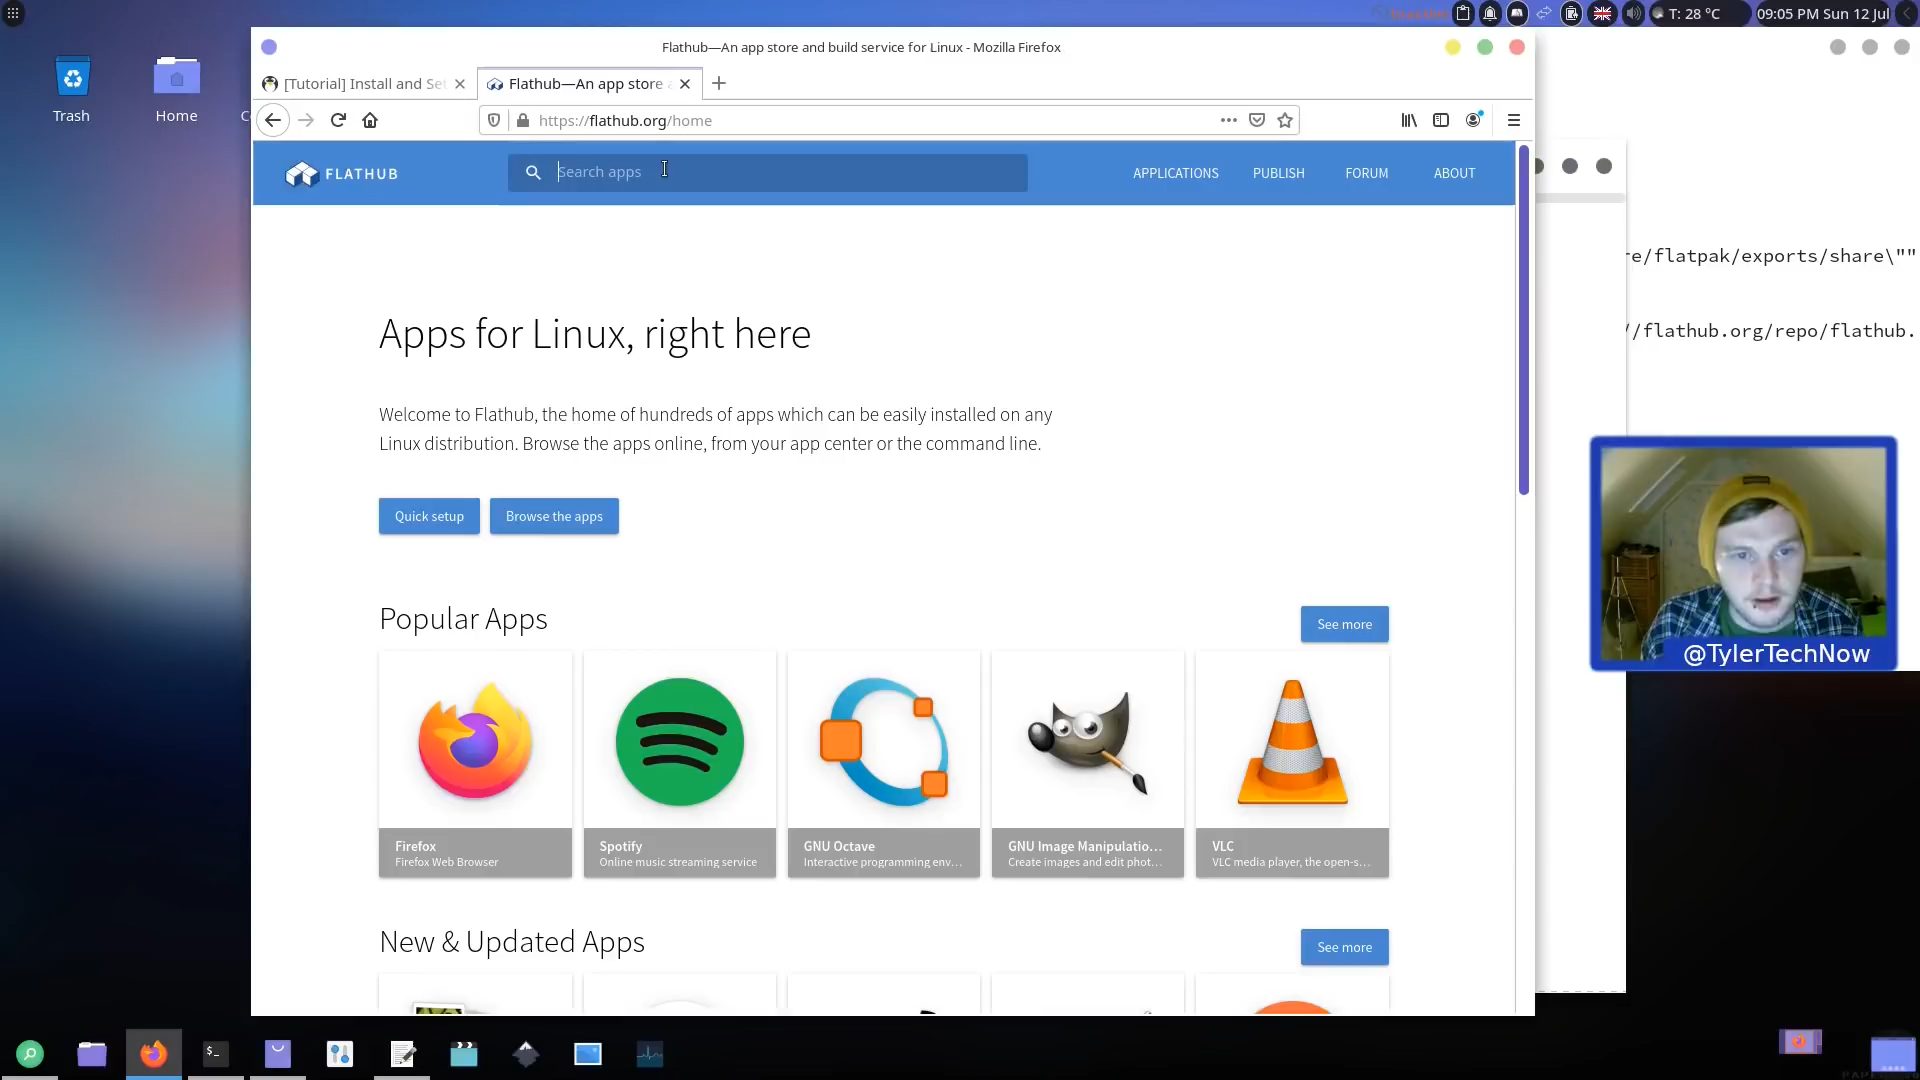 T: 28 °C
09:05 PM Sun 12 Jul
Trash
Home
Flathub—An app store and build service for Linux - Mozilla Firefox
[Tutorial] Install and Set
Flathub—An app store a
https://flathub.org/home
FLATHUB
Search apps
APPLICATIONS
PUBLISH
FORUM
ABOUT
re/flatpak/exports/share\""
//flathub.org/repo/flathub.
Apps for Linux, right here
Welcome to Flathub, the home of hundreds of apps which can be easily installed on any
Linux distribution. Browse the apps online, from your app center or the command line.
Quick setup
Browse the apps
@TylerTechNow
Popular Apps
See more
Firefox
Firefox Web Browser
Spotify
Online music streaming service
GNU Octave
Interactive programming env...
GNU Image Manipulatio...
Create images and edit phot...
VLC
VLC media player, the open-s...
New & Updated Apps
See more